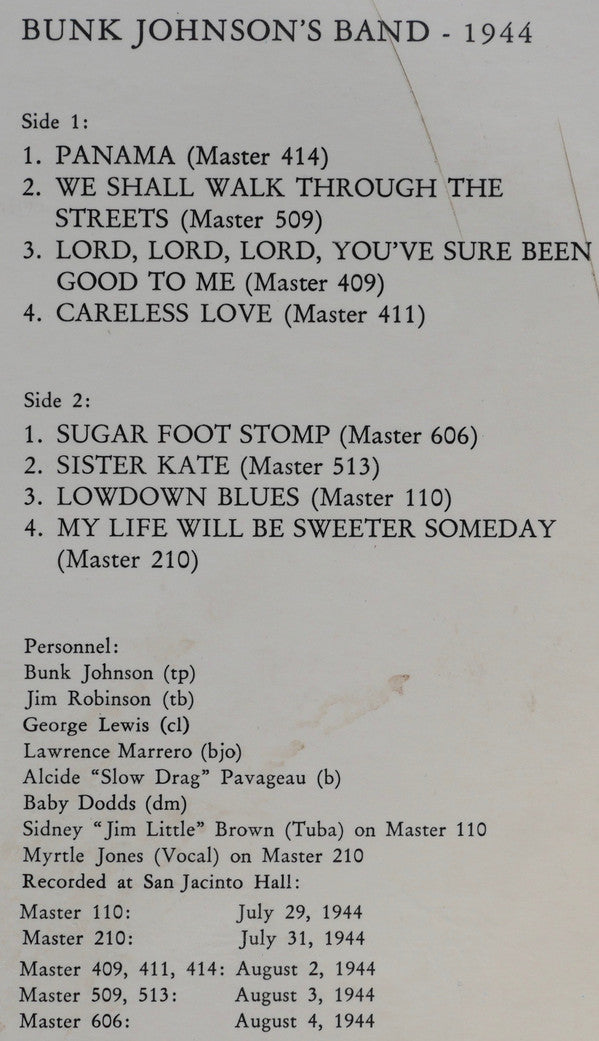 BUNK JOHNSON'S BAND - 1944
Side 1:
1. PANAMA (Master 414)
2. WE SHALL WALK THROUGH THE
STREETS (Master 509)
3. LORD, LORD, LORD, YOU'VE SURE BEEN
GOOD TO ME (Master 409)
4. CARELESS LOVE (Master 411)
Side 2:
1. SUGAR FOOT STOMP (Master 606)
2. SISTER KATE (Master 513)
3. LOWDOWN BLUES (Master 110)
4. MY LIFE WILL BE SWEETER SOMEDAY
(Master 210)
Personnel:
Bunk Johnson (tp)
Jim Robinson (tb)
George Lewis (cl)
Lawrence Marrero (bjo)
Alcide "Slow Drag" Pavageau (b)
Baby Dodds (dm)
Sidney "Jim Little" Brown (Tuba) on Master 110
Myrtle Jones (Vocal) on Master 210
Recorded at San Jacinto Hall:
Master 110: July 29, 1944
Master 210: July 31, 1944
Master 409, 411, 414: August 2, 1944
Master 509, 513: August 3, 1944
Master 606: August 4, 1944